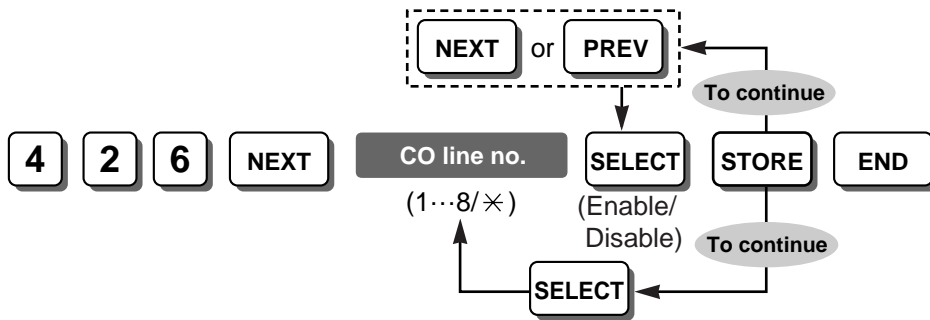 NEXT or PREV
To continue
4 2 6 NEXT CO line no. SELECT STORE END
(1···8/✳)
(Enable/
Disable)
To continue
SELECT